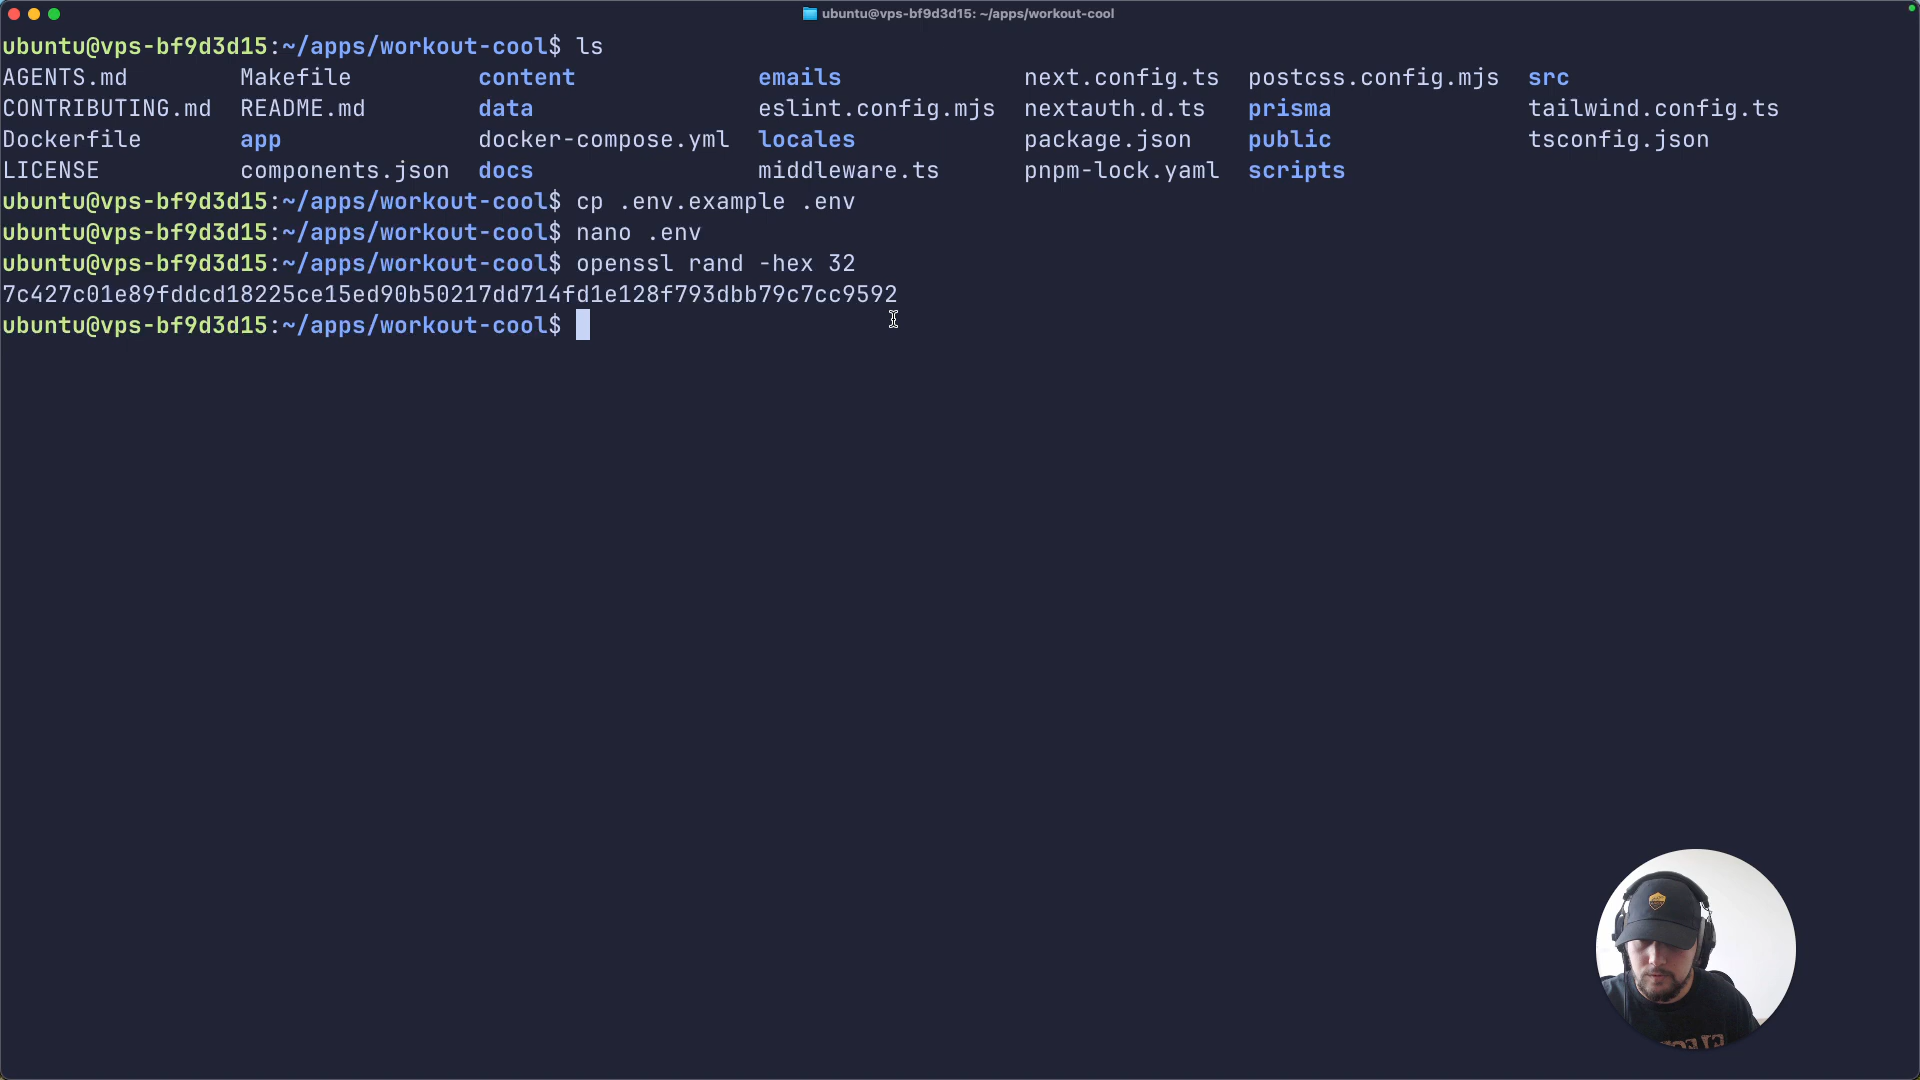 ubuntu@vps-bf9d3d15: ~/apps/workout-cool
ubuntu@vps-bf9d3d15:~/apps/workout-cool$ ls
AGENTS.md Makefile content emails next.config.ts postcss.config.mjs src
CONTRIBUTING.md README.md data eslint.config.mjs nextauth.d.ts prisma tailwind.config.ts
Dockerfile app docker-compose.yml locales package.json public tsconfig.json
LICENSE components.json docs middleware.ts pnpm-lock.yaml scripts
ubuntu@vps-bf9d3d15:~/apps/workout-cool$ cp .env.example .env
ubuntu@vps-bf9d3d15:~/apps/workout-cool$ nano .env
ubuntu@vps-bf9d3d15:~/apps/workout-cool$ openssl rand -hex 32
7c427c01e89fddcd18225ce15ed90b50217dd714fd1e128f793dbb79c7cc9592
ubuntu@vps-bf9d3d15:~/apps/workout-cool$